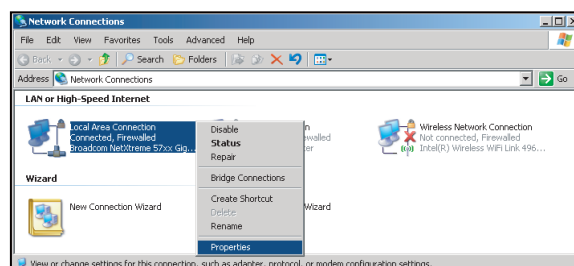 Network Connections
File Edit View Favorites Tools Advanced Help
Back Search Folders
Address Network Connections Go
LAN or High-Speed Internet
Local Area Connection
Connected, Firewalled
Broadcom NetXtreme 57xx Gig...
Disable
Status
Repair
Bridge Connections
Create Shortcut
Delete
Rename
Properties
Wireless Network Connection
Not connected, Firewalled
Intel(R) Wireless WiFi Link 496...
Wizard
New Connection Wizard
Wizard
View or change settings for this connection, such as adapter, protocol, or modem configuration settings.